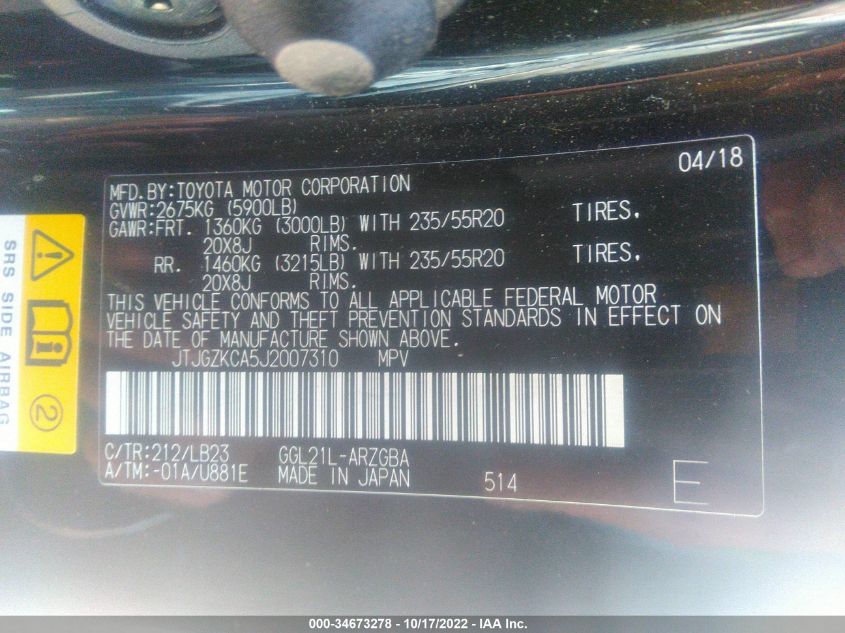 04/18
MFD.BY:TOYOTA MOTOR CORPORATION
GVWR:2675KG (5900LB)
GAWR:FRT. 1360KG (3000LB) WITH 235/55R20 TIRES,
20X8J RIMS.
RR. 1460KG (3215LB) WITH 235/55R20 TIRES,
20X8J RIMS.
THIS VEHICLE CONFORMS TO ALL APPLICABLE FEDERAL MOTOR
VEHICLE SAFETY AND THEFT PREVENTION STANDARDS IN EFFECT ON
THE DATE OF MANUFACTURE SHOWN ABOVE.
JTJGZKCA5J2007310 MPV
C/TR:212/LB23 GGL21L-ARZGBA
A/TM:-01A/U881E MADE IN JAPAN 514 E
SRS SIDE AIRBAG
2
000-34673278 - 10/17/2022 - IAA Inc.